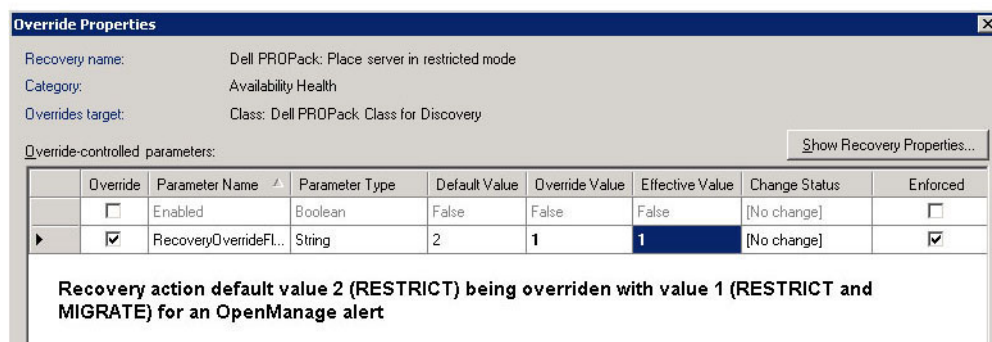 Override Properties
Recovery name: Dell PROPack: Place server in restricted mode
Category: Availability Health
Overrides target: Class: Dell PROPack Class for Discovery
Override-controlled parameters: Show Recovery Properties...
Override Parameter Name Parameter Type Default Value Override Value Effective Value Change Status Enforced
Enabled Boolean False False False [No change]
RecoveryOverrideFl... String 2 1 1 [No change]
Recovery action default value 2 (RESTRICT) being overriden with value 1 (RESTRICT and
MIGRATE) for an OpenManage alert